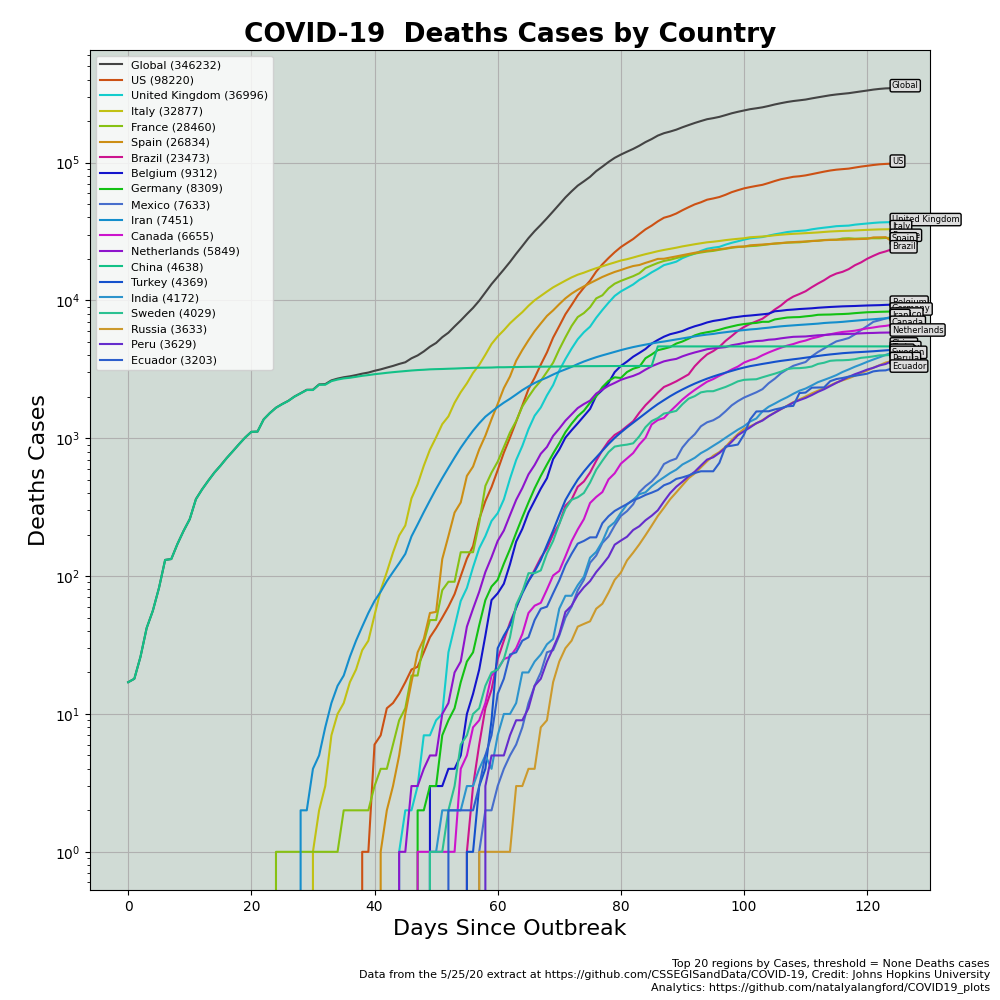 COVID-19  Deaths Cases by Country
Global (346232)
US (98220)
United Kingdom (36996)
Italy (32877)
France (28460)
Spain (26834)
Brazil (23473)
Belgium (9312)
Germany (8309)
Mexico (7633)
Iran (7451)
Canada (6655)
Netherlands (5849)
China (4638)
Turkey (4369)
India (4172)
Sweden (4029)
Russia (3633)
Peru (3629)
Ecuador (3203)
Global
US
United Kingdom
Italy
Spain
Brazil
Belgium
Germany
Canada
Netherlands
Sweden
Ecuador
Deaths Cases
10^5
10^4
10^3
10^2
10^1
10^0
0 20 40 60 80 100 120
Days Since Outbreak
Top 20 regions by Cases, threshold = None Deaths cases
Data from the 5/25/20 extract at https://github.com/CSSEGISandData/COVID-19, Credit: Johns Hopkins University
Analytics: https://github.com/natalyalangford/COVID19_plots